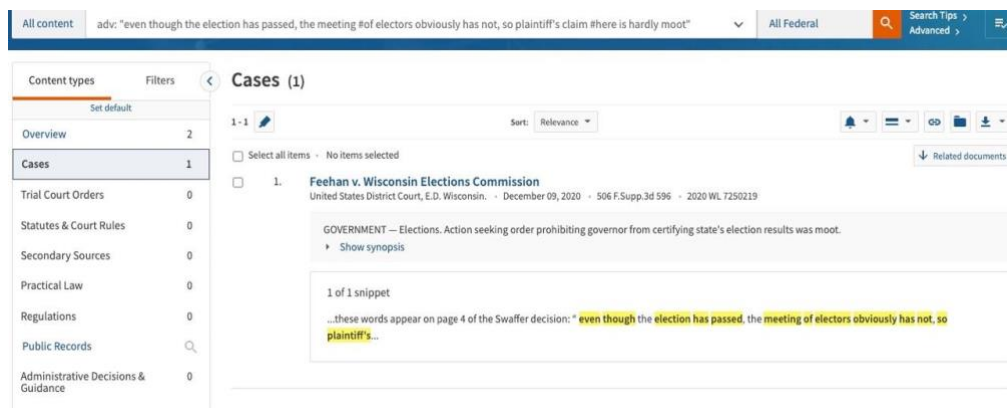 All content
adv: "even though the election has passed, the meeting #of electors obviously has not, so plaintiff's claim #here is hardly moot"
All Federal
Search Tips >
Advanced >
Content types
Filters
Set default
Overview 2
Cases 1
Trial Court Orders 0
Statutes & Court Rules 0
Secondary Sources 0
Practical Law 0
Regulations 0
Public Records
Administrative Decisions & 0
Guidance
Cases (1)
1-1
Sort: Relevance
Select all items · No items selected
Related documents
1. Feehan v. Wisconsin Elections Commission
United States District Court, E.D. Wisconsin. · December 09, 2020 · 506 F.Supp.3d 596 · 2020 WL 7250219
GOVERNMENT — Elections. Action seeking order prohibiting governor from certifying state's election results was moot.
Show synopsis
1 of 1 snippet
...these words appear on page 4 of the Swaffer decision: " even though the election has passed, the meeting of electors obviously has not, so
plaintiff's...